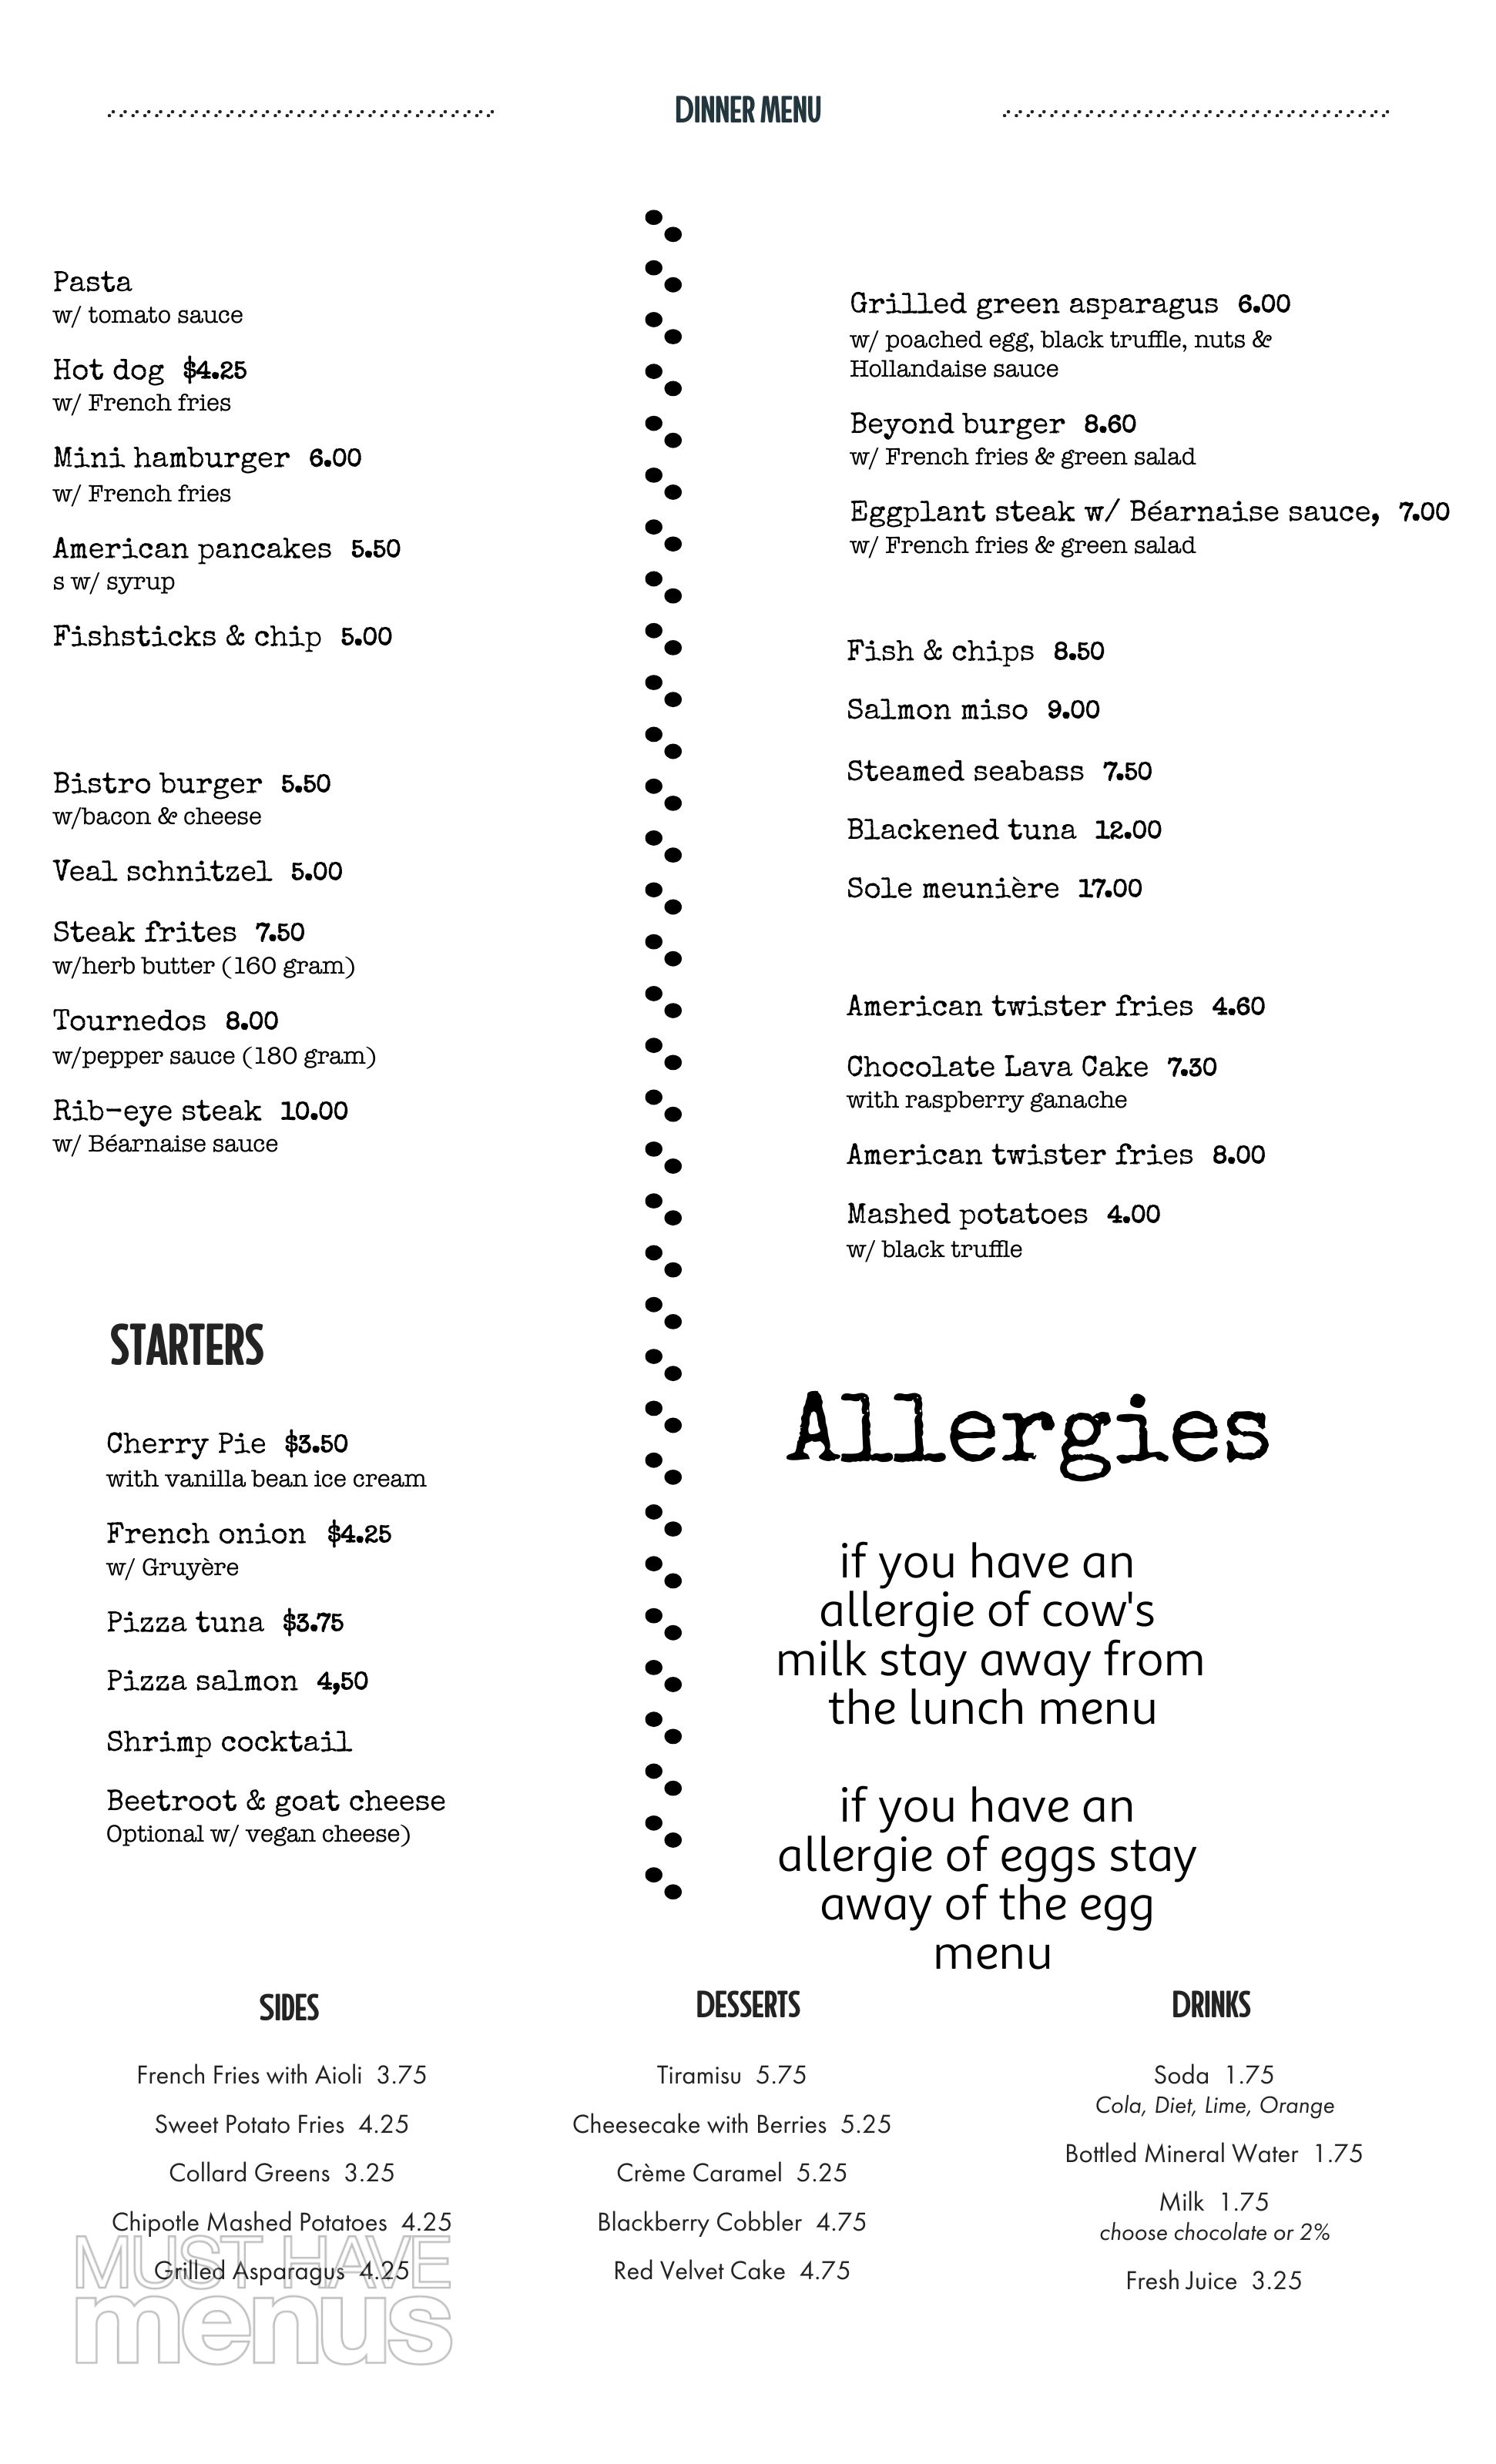 DINNER MENU
Pasta
w/ tomato sauce
Hot dog $4.25
w/ French fries
Mini hamburger 6.00
w/ French fries
American pancakes 5.50
s w/ syrup
Fishsticks & chip 5.00
Bistro burger 5.50
w/bacon & cheese
Veal schnitzel 5.00
Steak frites 7.50
w/herb butter (160 gram)
Tournedos 8.00
w/pepper sauce (180 gram)
Rib-eye steak 10.00
w/ Béarnaise sauce
STARTERS
Cherry Pie $3.50
with vanilla bean ice cream
French onion $4.25
w/ Gruyère
Pizza tuna $3.75
Pizza salmon 4,50
Shrimp cocktail
Beetroot & goat cheese
Optional w/ vegan cheese)
Grilled green asparagus 6.00
w/ poached egg, black truffle, nuts &
Hollandaise sauce
Beyond burger 8.60
w/ French fries & green salad
Eggplant steak w/ Béarnaise sauce, 7.00
w/ French fries & green salad
Fish & chips 8.50
Salmon miso 9.00
Steamed seabass 7.50
Blackened tuna 12.00
Sole meunière 17.00
American twister fries 4.60
Chocolate Lava Cake 7.30
with raspberry ganache
American twister fries 8.00
Mashed potatoes 4.00
w/ black truffle
Allergies
if you have an
allergie of cow's
milk stay away from
the lunch menu
if you have an
allergie of eggs stay
away of the egg
menu
SIDES
French Fries with Aioli 3.75
Sweet Potato Fries 4.25
Collard Greens 3.25
Chipotle Mashed Potatoes 4.25
Grilled Asparagus 4.25
MUST HAVE
menus
DESSERTS
Tiramisu 5.75
Cheesecake with Berries 5.25
Crème Caramel 5.25
Blackberry Cobbler 4.75
Red Velvet Cake 4.75
DRINKS
Soda 1.75
Cola, Diet, Lime, Orange
Bottled Mineral Water 1.75
Milk 1.75
choose chocolate or 2%
Fresh Juice 3.25